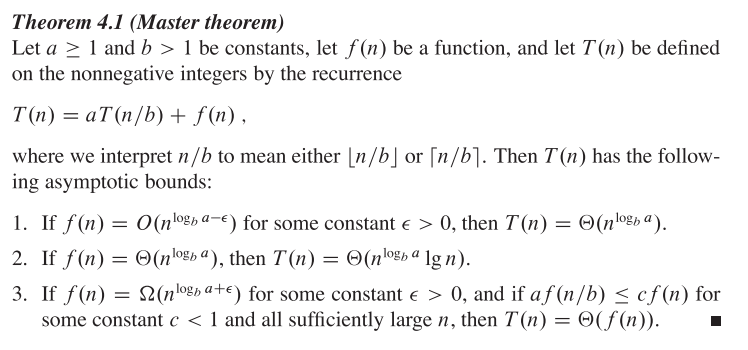 Theorem 4.1 (Master theorem)
Let a ≥ 1 and b > 1 be constants, let f(n) be a function, and let T(n) be defined
on the nonnegative integers by the recurrence
T(n) = aT(n/b) + f(n) ,
where we interpret n/b to mean either ⌊n/b⌋ or ⌈n/b⌉. Then T(n) has the follow-
ing asymptotic bounds:
1. If f(n) = O(n^{log_b a−ϵ}) for some constant ϵ > 0, then T(n) = Θ(n^{log_b a}).
2. If f(n) = Θ(n^{log_b a}), then T(n) = Θ(n^{log_b a} lg n).
3. If f(n) = Ω(n^{log_b a+ϵ}) for some constant ϵ > 0, and if af(n/b) ≤ cf(n) for
some constant c < 1 and all sufficiently large n, then T(n) = Θ(f(n)). ■